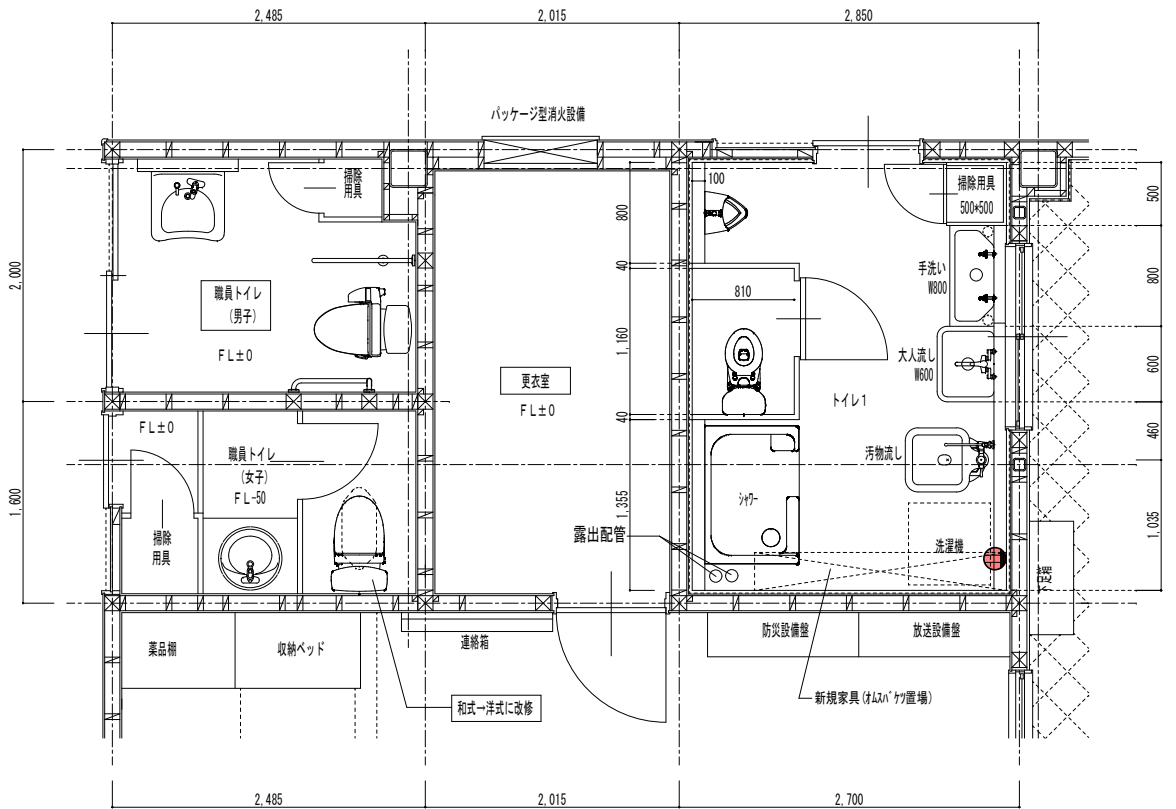 2,485
2,015
2,850
パッケージ型消火設備
掃除
用具
100
掃除用具
500*500
500
800
手洗い
W800
800
2,000
職員トイレ
(男子)
FL±0
40
810
1,160
大人流し
W600
600
更衣室
FL±0
トイレ1
40
460
FL±0
職員トイレ
(女子)
FL-50
汚物流し
1,600
シャワー
1,355
1,035
掃除
用具
露出配管
洗濯機
薬品棚
収納ベッド
連絡箱
防災設備盤
放送設備盤
和式→洋式に改修
新規家具(オムスバケツ置場)
2,485
2,015
2,700